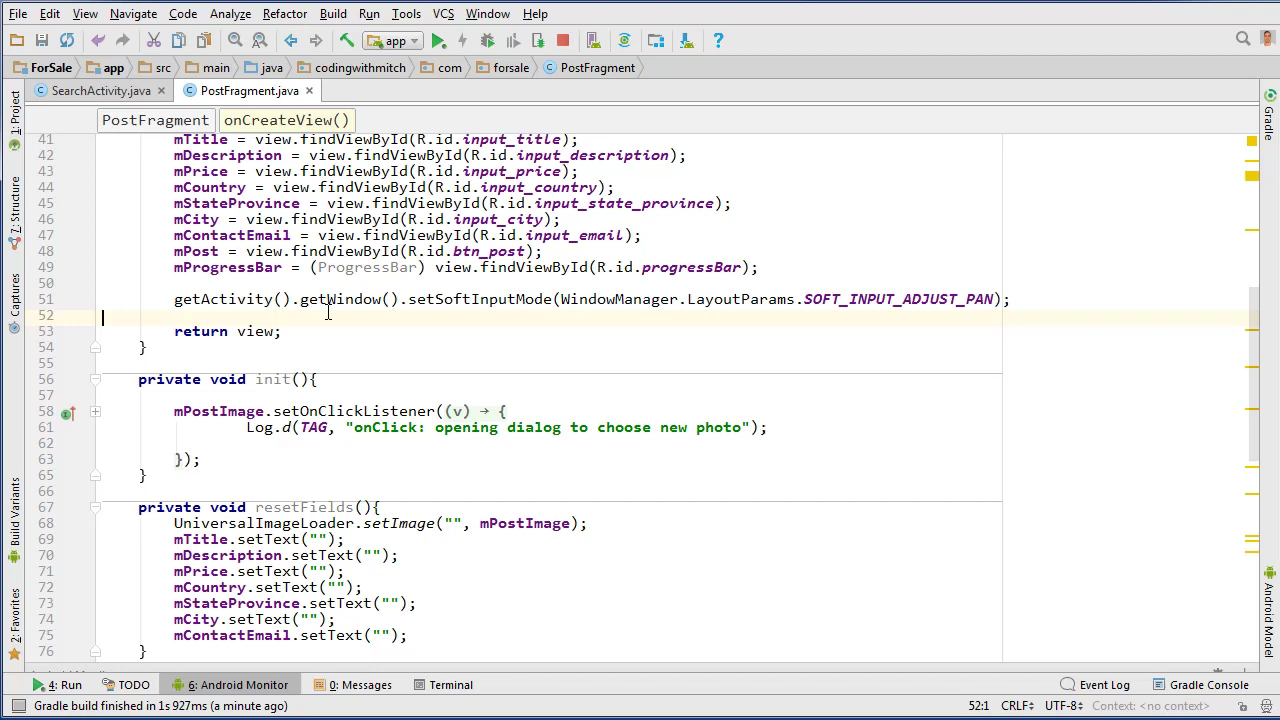 File Edit View Navigate Code Analyze Refactor Build Run Tools VCS Window Help
app
ForSale app src main java codingwithmitch com forsale PostFragment
SearchActivity.java PostFragment.java
PostFragment onCreateView()
41 mTitle = view.findViewById(R.id.input_title);
42 mDescription = view.findViewById(R.id.input_description);
43 mPrice = view.findViewById(R.id.input_price);
44 mCountry = view.findViewById(R.id.input_country);
45 mStateProvince = view.findViewById(R.id.input_state_province);
46 mCity = view.findViewById(R.id.input_city);
47 mContactEmail = view.findViewById(R.id.input_email);
48 mPost = view.findViewById(R.id.btn_post);
49 mProgressBar = (ProgressBar) view.findViewById(R.id.progressBar);
50
51 getActivity().getWindow().setSoftInputMode(WindowManager.LayoutParams.SOFT_INPUT_ADJUST_PAN);
52
53 return view;
54 }
55
56 private void init(){
57
58 mPostImage.setOnClickListener((v) → {
61 Log.d(TAG, "onClick: opening dialog to choose new photo");
62
63 });
65 }
66
67 private void resetFields(){
68 UniversalImageLoader.setImage("", mPostImage);
69 mTitle.setText("");
70 mDescription.setText("");
71 mPrice.setText("");
72 mCountry.setText("");
73 mStateProvince.setText("");
74 mCity.setText("");
75 mContactEmail.setText("");
76 }
1: Project
7: Structure
Captures
Build Variants
2: Favorites
Gradle
Android Model
4: Run TODO 6: Android Monitor 0: Messages Terminal Event Log Gradle Console
Gradle build finished in 1s 927ms (a minute ago) 52:1 CRLF UTF-8 Context: <no context>